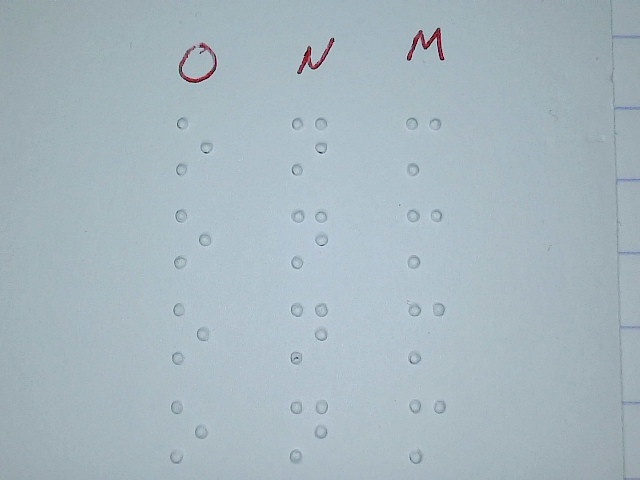 O N M
⠕ ⠝ ⠍
⠕ ⠝ ⠍
⠕ ⠝ ⠍
⠕ ⠝ ⠍